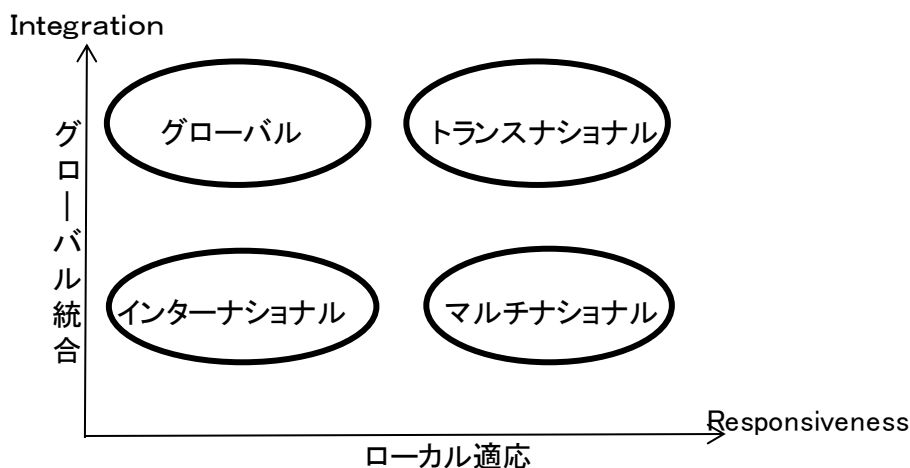 Integration
グローバル
トランスナショナル
グローバル統合
インターナショナル
マルチナショナル
Responsiveness
ローカル適応